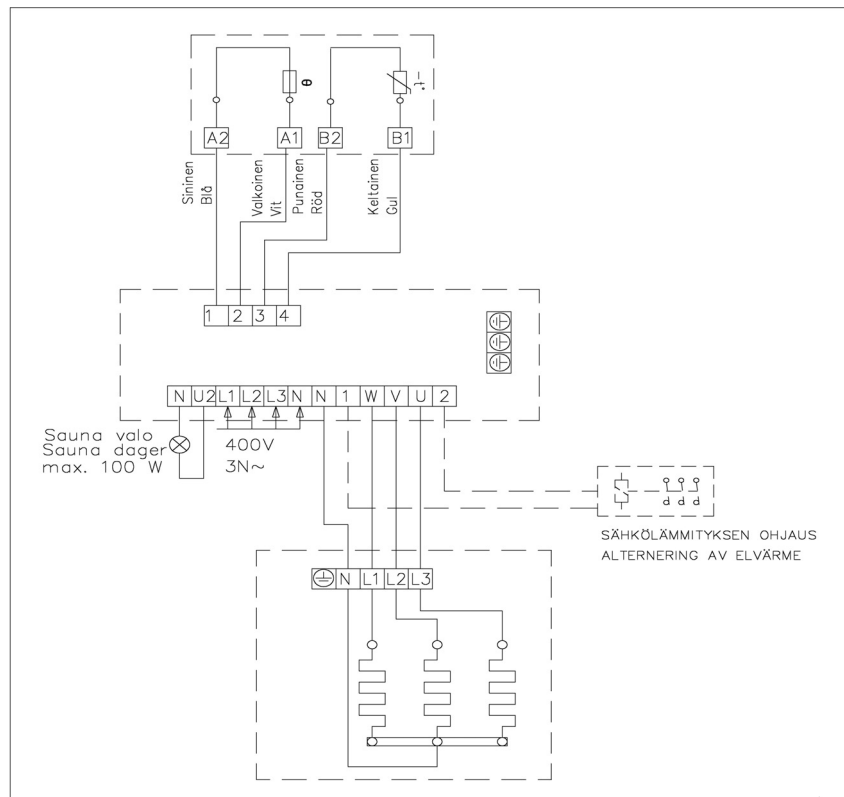 θ
-t°
A2 A1 B2 B1
Sininen
Blå
Valkoinen
Vit
Punainen
Röd
Keltainen
Gul
1 2 3 4
N U2 L1 L2 L3 N N 1 W V U 2
Sauna valo
Sauna dager
max. 100 W
400V
3N~
SÄHKÖLÄMMITYKSEN OHJAUS
ALTERNERING AV ELVÄRME
N L1 L2 L3